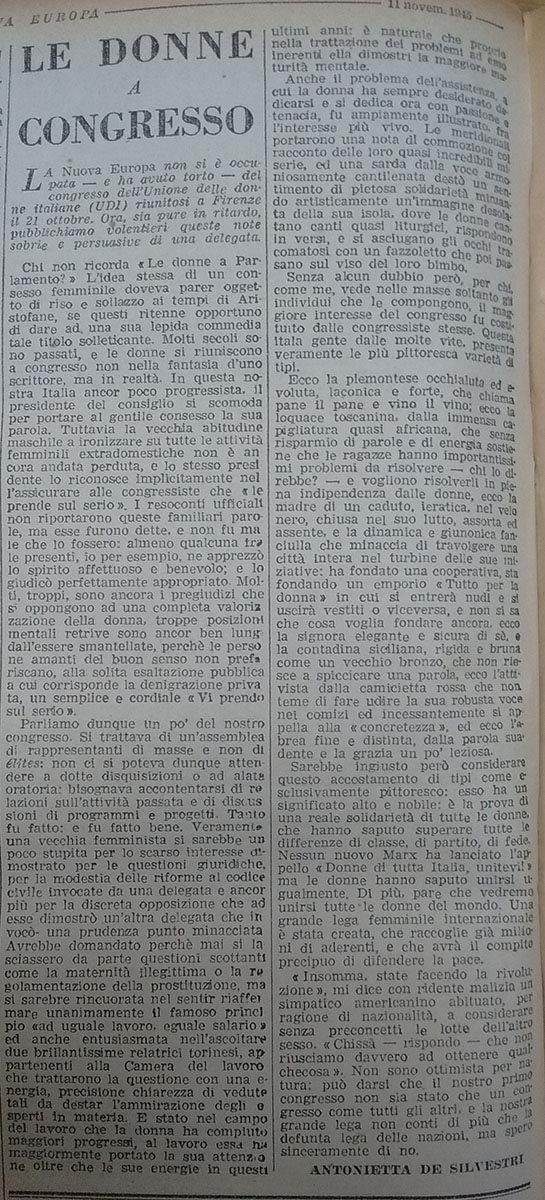 VA EUROPA
11 novem. 1945
LE DONNE
A
CONGRESSO
LA Nuova Europa non si è occu-
pata — e ha avuto torto — del
congresso dell'Unione delle don-
ne italiane (UDI) riunitosi a Firenze
il 21 ottobre. Ora, sia pure in ritardo,
pubblichiamo volentieri queste note
sobrie e persuasive di una delegata.
Chi non ricorda « Le donne a Par-
lamento? » L'idea stessa di un con-
sesso femminile doveva parer ogget-
to di riso e sollazzo ai tempi di Ari-
stofane, se questi ritenne opportuno
di dare ad una sua lepida commedia
tale titolo solleticante. Molti secoli so-
no passati, e le donne si riuniscono
a congresso non nella fantasia d'uno
scrittore, ma in realtà. In questa no-
stra Italia ancor poco progressista, il
presidente del consiglio si scomoda
per portare al gentile consesso la sua
parola. Tuttavia la vecchia abitudine
maschile a ironizzare su tutte le attività
femminili extradomestiche non è an-
cora andata perduta, e lo stesso presi
dente lo riconosce implicitamente nel
l'assicurare alle congressiste che « le
prende sul serio ». I resoconti ufficiali
non riportarono queste familiari paro-
le, ma esse furono dette, e non fu ma
le che lo fossero: almeno qualcuna tra
le presenti, io per esempio, ne apprezzò
lo spirito affettuoso e benevolo; e lo
giudicò perfettamente appropriato. Mol-
ti, troppi, sono ancora i pregiudizi che
s'oppongono ad una completa valoriz
zazione della donna, troppe posizioni
mentali retrive sono ancor ben lungi
dall'essere smantellate, perchè le perso
ne amanti del buon senso non prefe
riscano, alla solita esaltazione pubblica
a cui corrisponde la denigrazione priva
ta, un semplice e cordiale « Vi prendo
sul serio ».
Parliamo dunque un po' del nostro
congresso. Si trattava di un'assemblea
di rappresentanti di masse e non di
élites: non ci si poteva dunque atten-
dere a dotte disquisizioni o ad alata
oratoria: bisognava accontentarsi di re
lazioni sull'attività passata e di discus
sioni di programmi e progetti. Tanto
fu fatto: e fu fatto bene. Veramente
una vecchia femminista si sarebbe un
poco stupita per lo scarso interesse di-
mostrato per le questioni giuridiche,
per la modestia delle riforme al codice
civile invocate da una delegata e ancor
più per la discreta opposizione che ad
esse dimostrò un'altra delegata che in
vocò una prudenza punto minacciata
Avrebbe domandato perchè mai si la
sciassero da parte questioni scottanti
come la maternità illegittima o la re
golamentazione della prostituzione, ma
si sarebbe rincuorata nel sentir riaffer
mare unanimamente il famoso princi
pio «ad uguale lavoro, eguale salario»
ed anche entusiasmata nell'ascoltare
due brillantissime relatrici torinesi, ap
partenenti alla Camera del lavoro
che trattarono la questione con una e-
nergia, precisione chiarezza di vedute
tali da destar l'ammirazione degli e
sperti in materia. E stato nel campo
del lavoro che la donna ha compiuto
maggiori progressi, al lavoro essa ha
maggiormente portato la sua attenzio
ne oltre che le sue energie in questi
ultimi anni: è naturale che proprio
nella trattazione dei problemi ad esso
inerenti ella dimostri la maggiore ma-
turità mentale.
Anche il problema dell'assistenza, a
cui la donna ha sempre desiderato de-
dicarsi e si dedica ora con passione e
tenacia, fu ampiamente illustrato, fra
l'interesse più vivo. Le meridionali
portarono una nota di commozione col
racconto delle loro quasi incredibili mi-
serie, ed una sarda dalla voce armo-
niosamente cantilenata destò un sen-
timento di pietosa solidarietà miniando
artisticamente un'immagine desola-
ta della sua isola, dove le donne can-
tano canti quasi liturgici, rispondono
in versi, e si asciugano gli occhi tra-
comatosi con un fazzoletto che poi pas-
sano sul viso del loro bimbo.
Senza alcun dubbio però, per chi,
come me, vede nelle masse soltanto gli
individui che le compongono, il mag-
giore interesse del congresso fu costi-
tuito dalle congressiste stesse. Questa
Itala gente dalle molte vite, presenta
veramente le più pittoresca varietà di
tipi.
Ecco la piemontese occhialuta ed e-
voluta, laconica e forte, che chiama
pane il pane e vino il vino; ecco la
loquace toscanina, dalla immensa ca-
pigliatura quasi africana, che senza
risparmio di parole e di energia sostie-
ne che le ragazze hanno importantissi-
mi problemi da risolvere — chi lo di-
rebbe? — e vogliono risolverli in pie-
na indipendenza dalle donne, ecco la
madre di un caduto, ieratica, nel velo
nero, chiusa nel suo lutto, assorta ed
assente, e la dinamica e giunonica fan-
ciulla che minaccia di travolgere una
città intera nel turbine delle sue ini-
ziative: ha fondato una cooperativa, sta
fondando un emporio « Tutto per la
donna » in cui si entrerà nudi e si
uscirà vestiti o viceversa, e non si sa
che cosa voglia fondare ancora, ecco
la signora elegante e sicura di sè, e
la contadina siciliana, rigida e bruna
come un vecchio bronzo, che non rie-
sce a spiccicare una parola, ecco l'atti-
vista dalla camicietta rossa che non
teme di fare udire la sua robusta voce
nei comizi ed incessantemente si ap-
pella alla « concretezza », ed ecco l'e-
brea fine e distinta, dalla parola sua-
dente e la grazia un po' leziosa.
Sarebbe ingiusto però considerare
questo accostamento di tipi come e-
sclusivamente pittoresco: esso ha un
significato alto e nobile: è la prova di
una reale solidarietà di tutte le donne,
che hanno saputo superare tutte le
differenze di classe, di partito, di fede.
Nessun nuovo Marx ha lanciato l'ap-
pello « Donne di tutta Italia, unitevi! »
ma le donne hanno saputo unirsi u-
gualmente, Di più, pare che vedremo
unirsi tutte le donne del mondo. Una
grande lega femminile internazionale
è stata creata, che raccoglie già milio-
ni di aderenti, e che avrà il compito
precipuo di difendere la pace.
« Insomma, state facendo la rivolu-
zione », mi dice con ridente malizia un
simpatico americanino abituato, per
ragione di nazionalità, a considerare
senza preconcetti le lotte dell'altro
sesso. « Chissà — rispondo — che non
riusciamo davvero ad ottenere qual-
checosa ». Non sono ottimista per na-
tura: può darsi che il nostro primo
congresso non sia stato che un con-
gresso come tutti gli altri, e la nostra
grande lega non conti di più che la
defunta lega delle nazioni, ma spero
sinceramente di no.
ANTONIETTA DE SILVESTRI